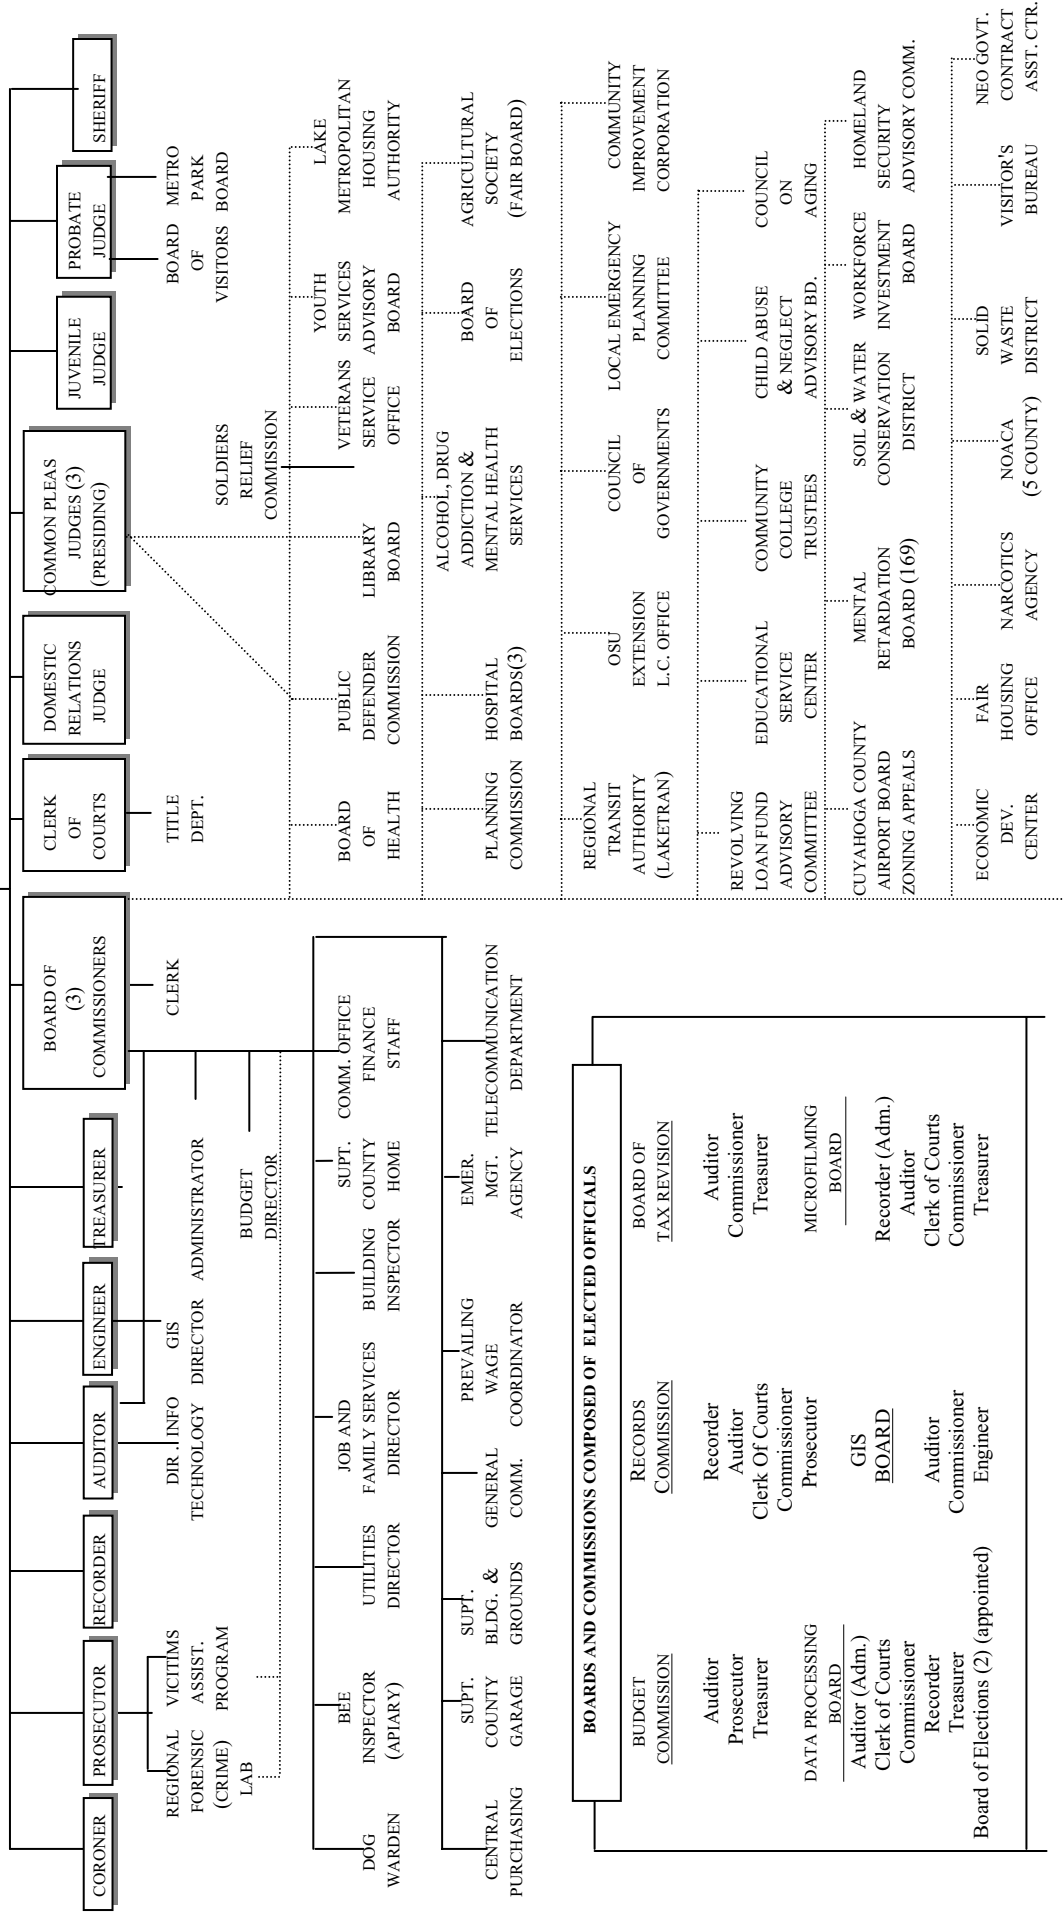 CORONER
PROSECUTOR
RECORDER
AUDITOR
ENGINEER
TREASURER
BOARD OF
(3)
COMMISSIONERS
CLERK
OF
COURTS
DOMESTIC
RELATIONS
JUDGE
COMMON PLEAS
JUDGES (3)
(PRESIDING)
JUVENILE
JUDGE
PROBATE
JUDGE
SHERIFF
REGIONAL
FORENSIC
(CRIME)
LAB
VICTIMS
ASSIST.
PROGRAM
DIR. INFO
TECHNOLOGY
GIS
DIRECTOR
ADMINISTRATOR
BUDGET
DIRECTOR
CLERK
TITLE
DEPT.
BOARD
OF
VISITORS
METRO
PARK
BOARD
SOLDIERS
RELIEF
COMMISSION
DOG
WARDEN
BEE
INSPECTOR
(APIARY)
UTILITIES
DIRECTOR
JOB AND
FAMILY SERVICES
DIRECTOR
BUILDING
INSPECTOR
SUPT.
COUNTY
HOME
COMM. OFFICE
FINANCE
STAFF
BOARD
OF
HEALTH
PUBLIC
DEFENDER
COMMISSION
LIBRARY
BOARD
VETERANS
SERVICE
OFFICE
YOUTH
SERVICES
ADVISORY
BOARD
LAKE
METROPOLITAN
HOUSING
AUTHORITY
CENTRAL
PURCHASING
SUPT.
COUNTY
GARAGE
SUPT.
BLDG. &
GROUNDS
GENERAL
COMM.
PREVAILING
WAGE
COORDINATOR
EMER.
MGT.
AGENCY
TELECOMMUNICATION
DEPARTMENT
PLANNING
COMMISSION
HOSPITAL
BOARDS(3)
ALCOHOL, DRUG
ADDICTION &
MENTAL HEALTH
SERVICES
BOARD
OF
ELECTIONS
AGRICULTURAL
SOCIETY
(FAIR BOARD)
REGIONAL
TRANSIT
AUTHORITY
(LAKETRAN)
OSU
EXTENSION
L.C. OFFICE
COUNCIL
OF
GOVERNMENTS
LOCAL EMERGENCY
PLANNING
COMMITTEE
COMMUNITY
IMPROVEMENT
CORPORATION
REVOLVING
LOAN FUND
ADVISORY
COMMITTEE
EDUCATIONAL
SERVICE
CENTER
COMMUNITY
COLLEGE
TRUSTEES
CHILD ABUSE
& NEGLECT
ADVISORY BD.
COUNCIL
ON
AGING
CUYAHOGA COUNTY
AIRPORT BOARD
ZONING APPEALS
MENTAL
RETARDATION
BOARD (169)
SOIL & WATER
CONSERVATION
DISTRICT
WORKFORCE
INVESTMENT
BOARD
HOMELAND
SECURITY
ADVISORY COMM.
ECONOMIC
DEV.
CENTER
FAIR
HOUSING
OFFICE
NARCOTICS
AGENCY
NOACA
(5 COUNTY)
SOLID
WASTE
DISTRICT
VISITOR'S
BUREAU
NEO GOVT.
CONTRACT
ASST. CTR.
BOARDS AND COMMISSIONS COMPOSED OF ELECTED OFFICIALS
BUDGET
COMMISSION
Auditor
Prosecutor
Treasurer
RECORDS
COMMISSION
Recorder
Auditor
Clerk Of Courts
Commissioner
Prosecutor
BOARD OF
TAX REVISION
Auditor
Commissioner
Treasurer
DATA PROCESSING
BOARD
Auditor (Adm.)
Clerk of Courts
Commissioner
Recorder
Treasurer
Board of Elections (2) (appointed)
GIS
BOARD
Auditor
Commissioner
Engineer
MICROFILMING
BOARD
Recorder (Adm.)
Auditor
Clerk of Courts
Commissioner
Treasurer